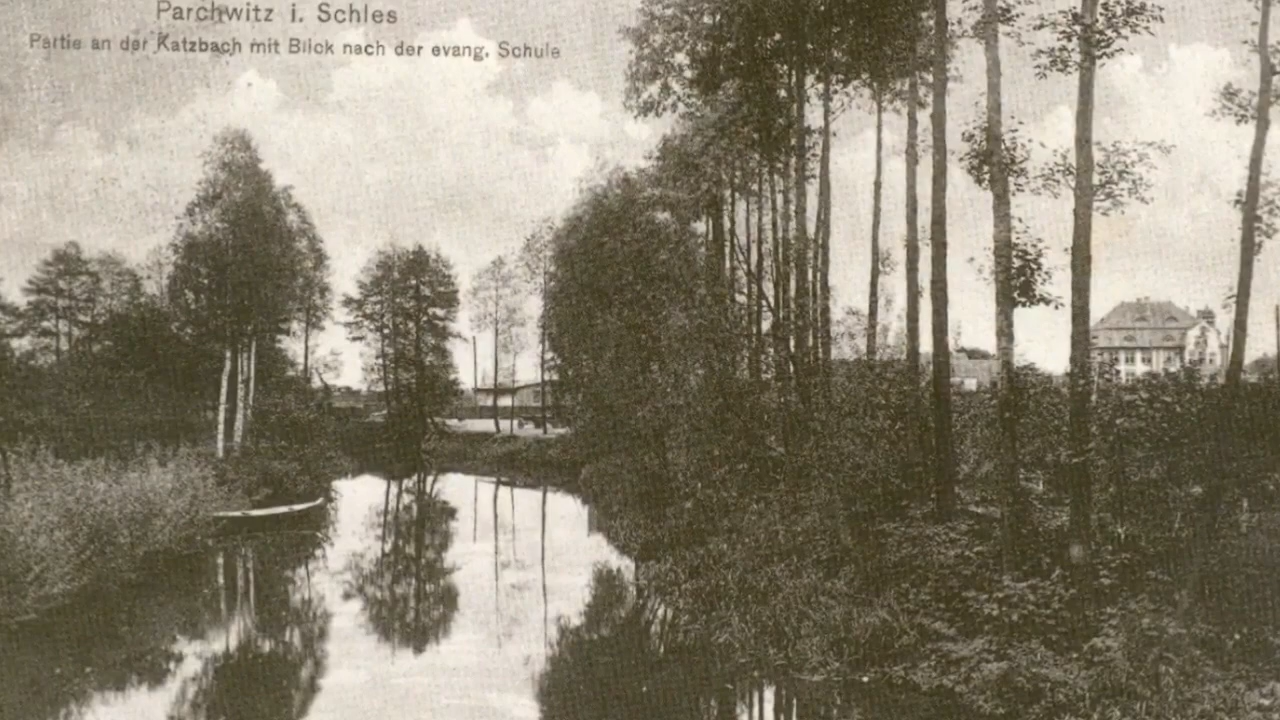 Parchwitz i. Schles
Partie an der Katzbach mit Blick nach der evang. Schule